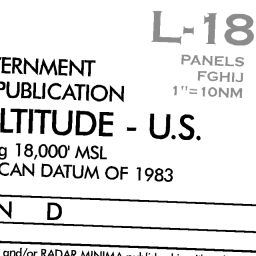 L-18
PANELS
FGHIJ
1"=10NM
ERNMENT
PUBLICATION
LTITUDE - U.S.
g 18,000' MSL
CAN DATUM OF 1983
N D
and/or RADAR MINIMA published